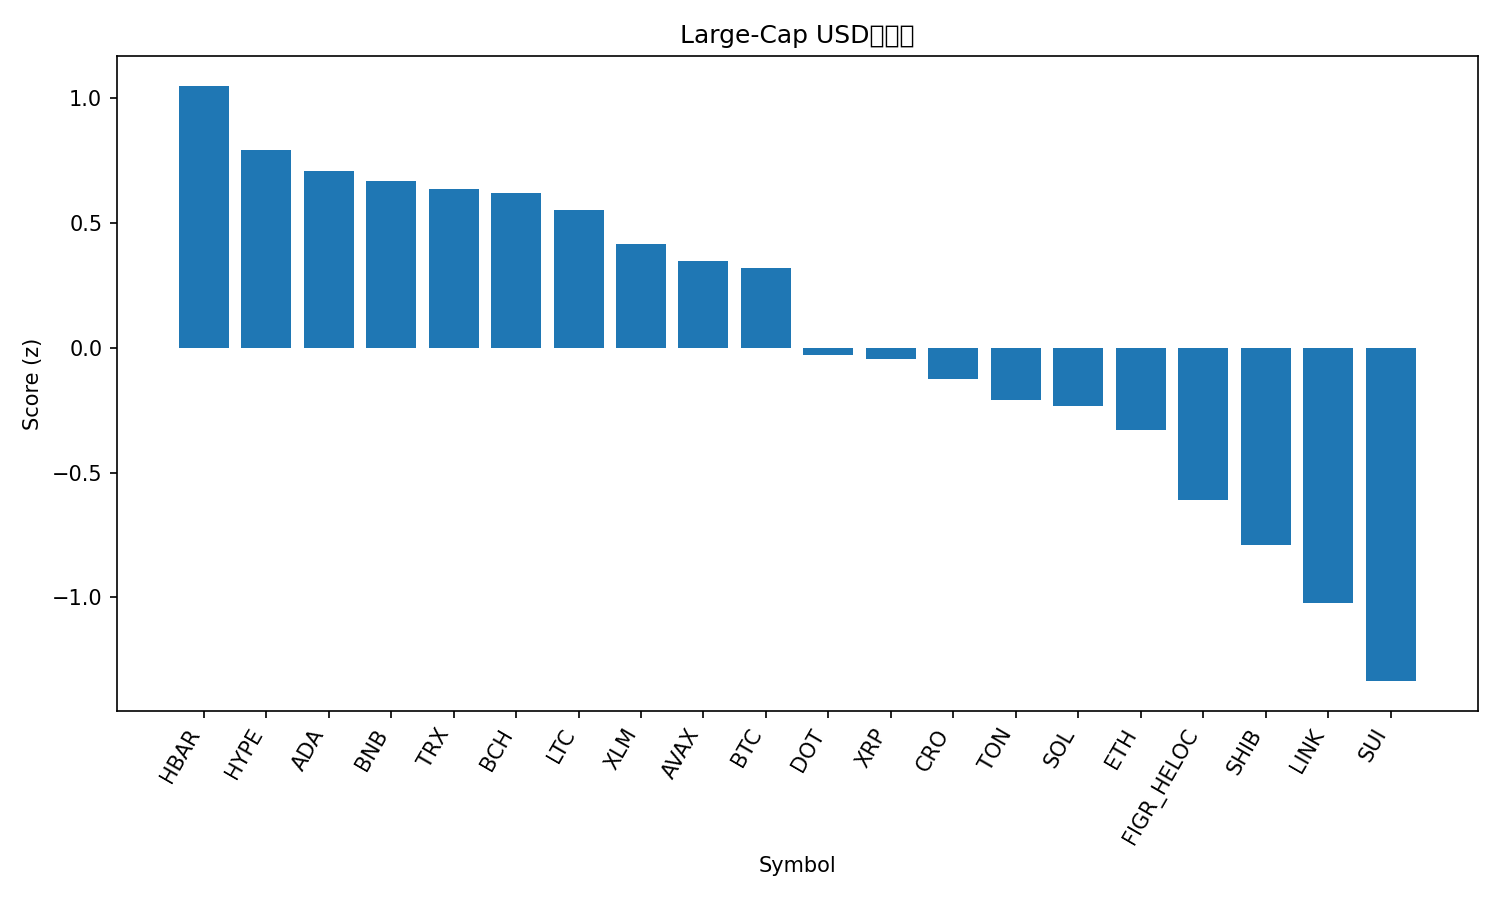 Large-Cap USD
1.0
0.5
0.0
−0.5
−1.0
Score (z)
HBAR
HYPE
ADA
BNB
TRX
BCH
LTC
XLM
AVAX
BTC
DOT
XRP
CRO
TON
SOL
ETH
FIGR_HELOC
SHIB
LINK
SUI
Symbol